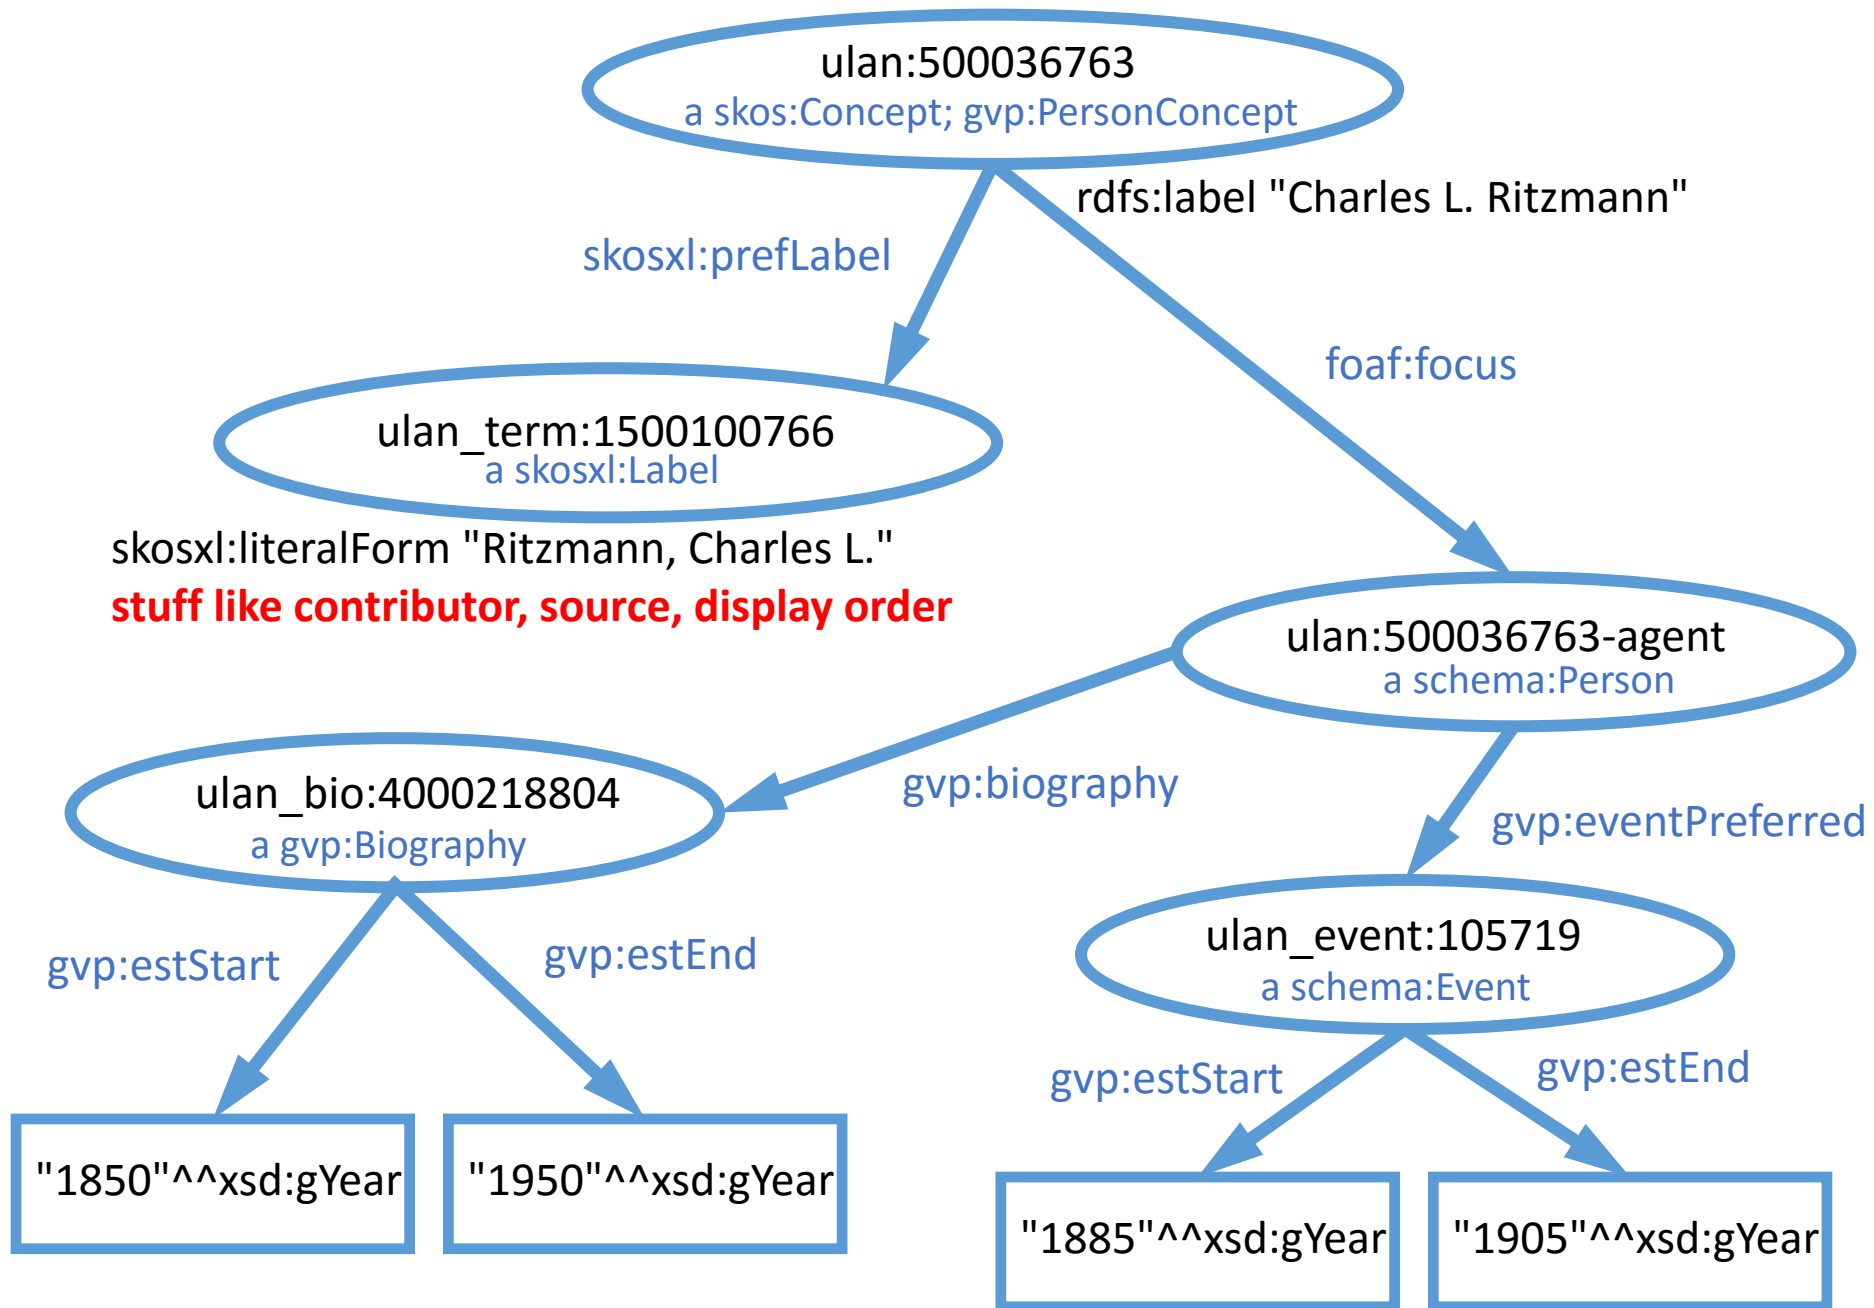 ulan:500036763
a skos:Concept; gvp:PersonConcept
rdfs:label "Charles L. Ritzmann"
skosxl:prefLabel
foaf:focus
ulan_term:1500100766
a skosxl:Label
skosxl:literalForm "Ritzmann, Charles L."
stuff like contributor, source, display order
ulan:500036763-agent
a schema:Person
gvp:biography
gvp:eventPreferred
ulan_bio:4000218804
a gvp:Biography
ulan_event:105719
a schema:Event
gvp:estStart
gvp:estEnd
gvp:estStart
gvp:estEnd
"1850"^^xsd:gYear
"1950"^^xsd:gYear
"1885"^^xsd:gYear
"1905"^^xsd:gYear